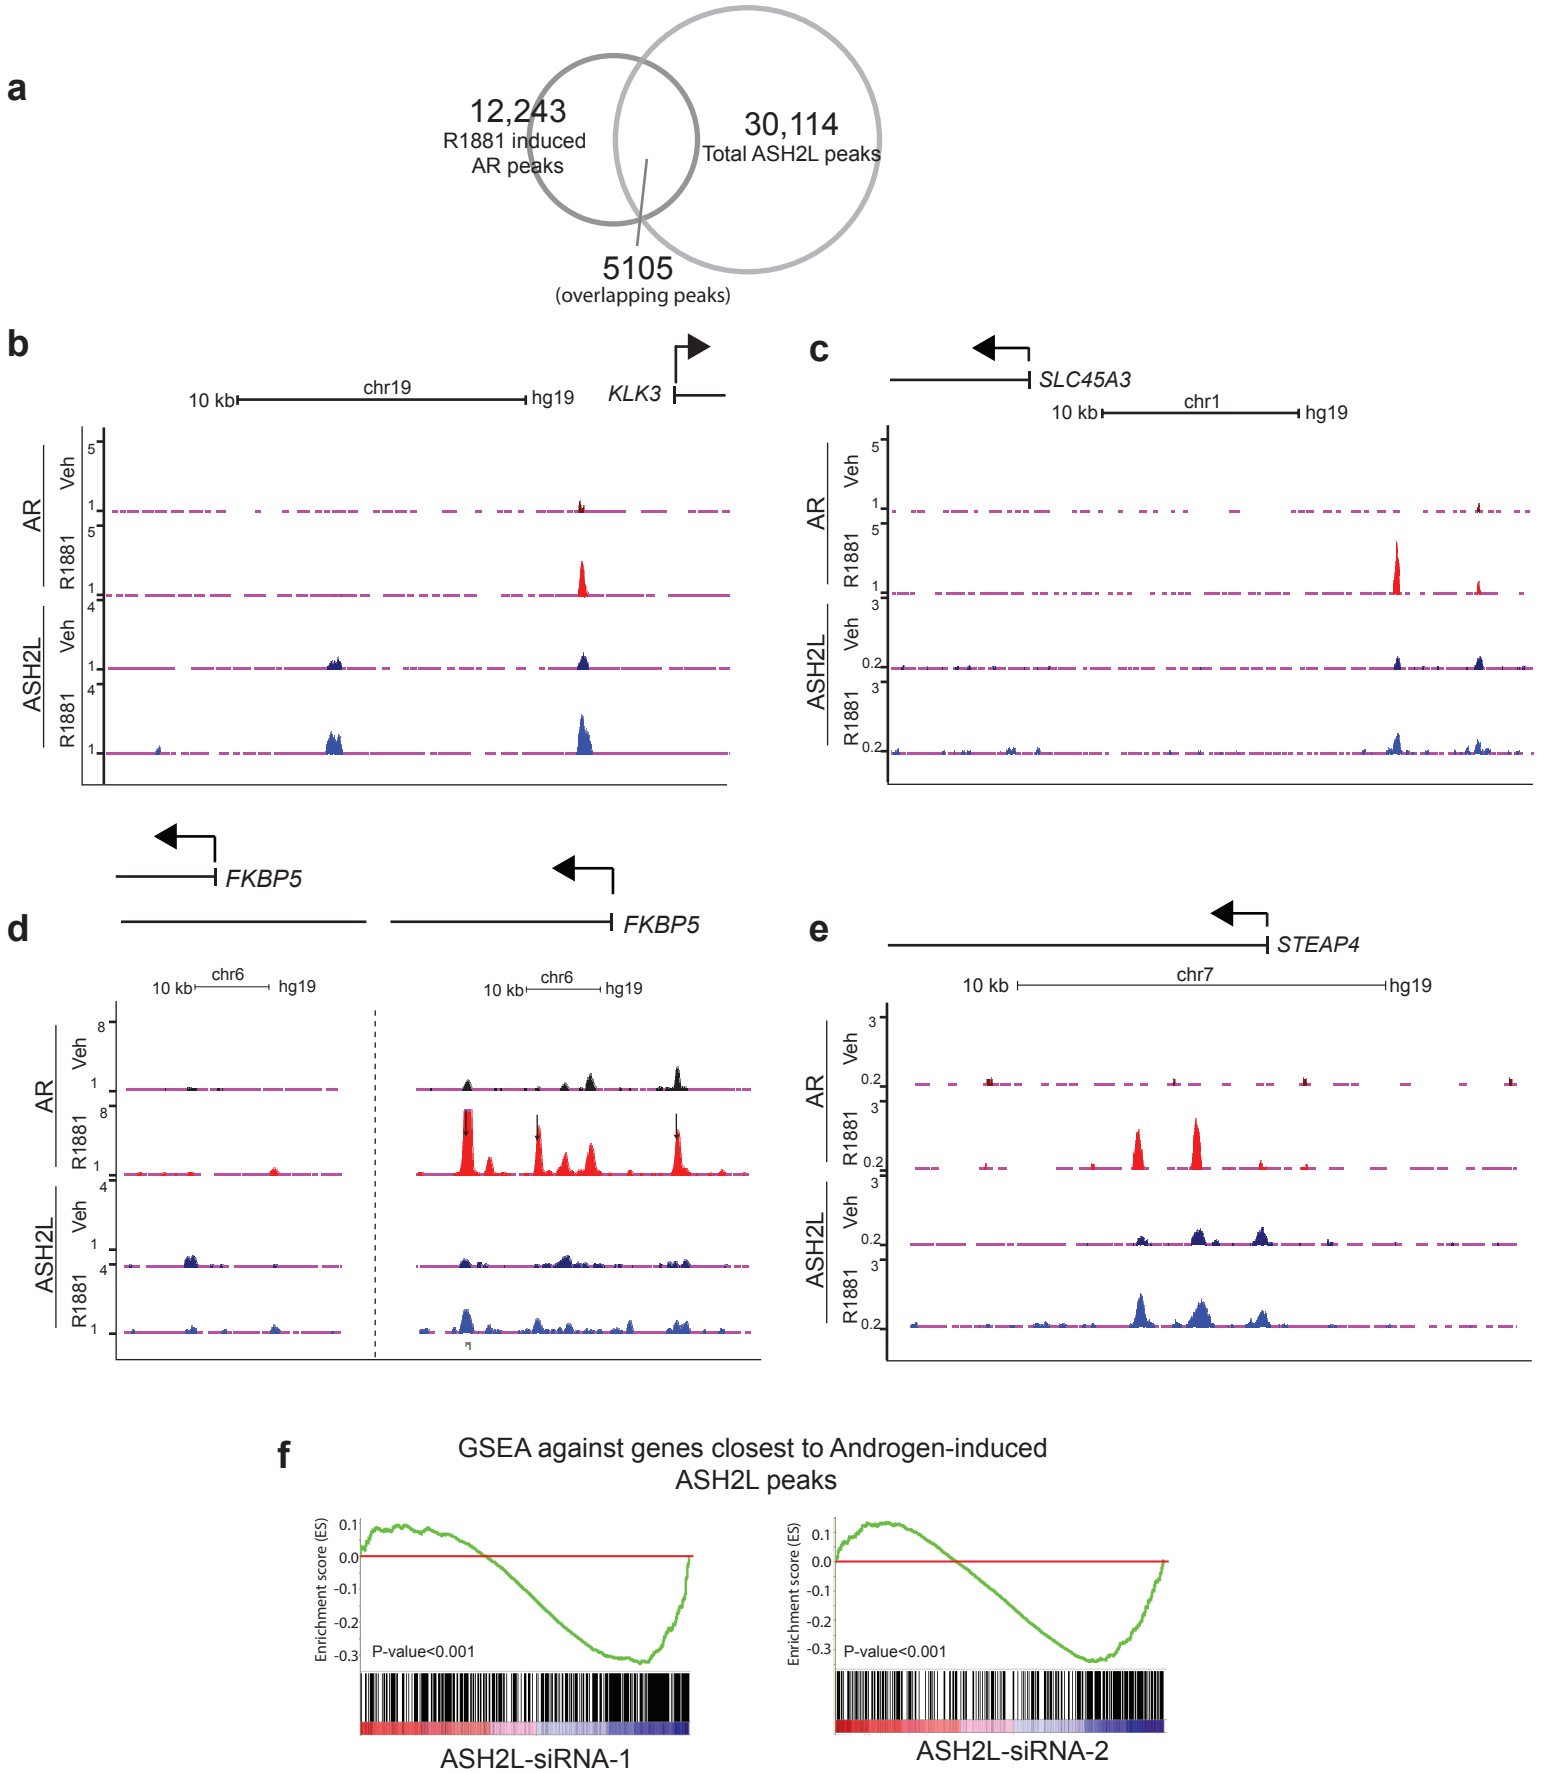 a
12,243
R1881 induced
AR peaks
30,114
Total ASH2L peaks
5105
(overlapping peaks)
b
10 kb
chr19
hg19
KLK3
AR
Veh
5
1
R1881
5
1
ASH2L
Veh
4
1
R1881
4
1
c
SLC45A3
10 kb
chr1
hg19
AR
Veh
5
1
R1881
5
1
ASH2L
Veh
3
0.2
R1881
3
0.2
d
FKBP5
FKBP5
10 kb
chr6
hg19
10 kb
chr6
hg19
AR
Veh
8
1
R1881
8
1
ASH2L
Veh
4
1
R1881
4
1
e
STEAP4
10 kb
chr7
hg19
AR
Veh
3
0.2
R1881
3
0.2
ASH2L
Veh
3
0.2
R1881
3
0.2
f
GSEA against genes closest to Androgen-induced
ASH2L peaks
Enrichment score (ES)
0.1
0.0
-0.1
-0.2
-0.3
P-value<0.001
ASH2L-siRNA-1
Enrichment score (ES)
0.1
0.0
-0.1
-0.2
-0.3
P-value<0.001
ASH2L-siRNA-2